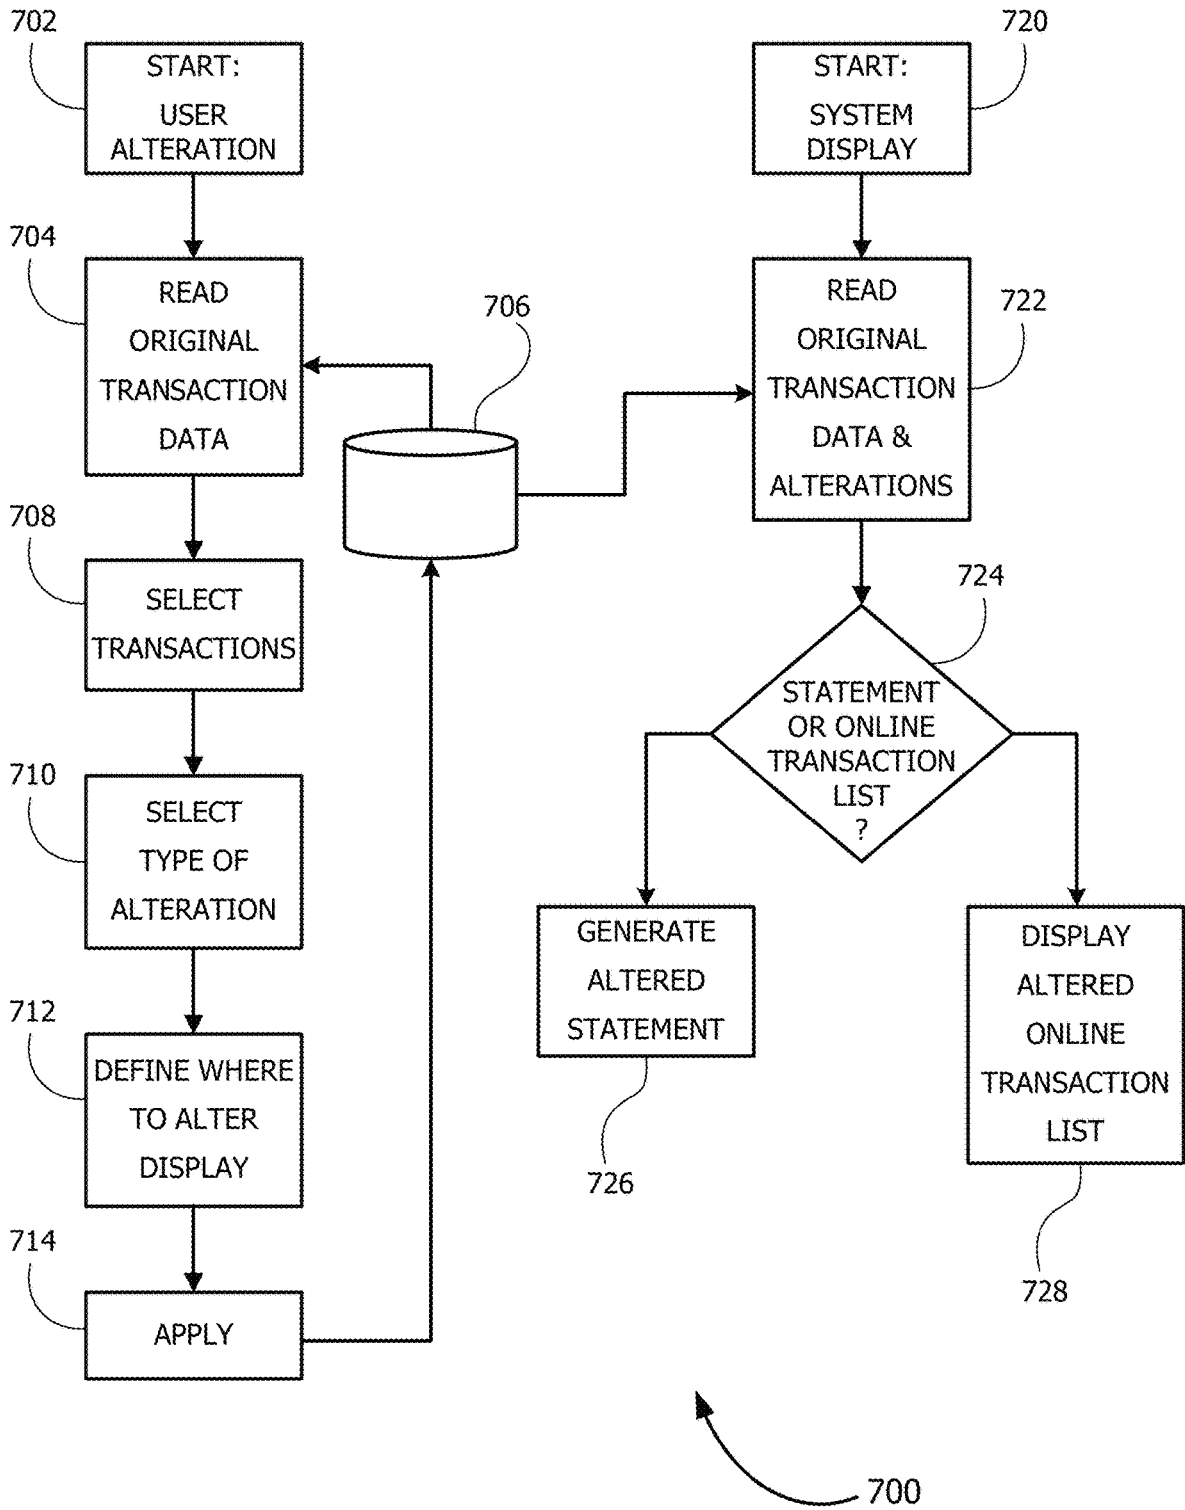 702
START:
USER
ALTERATION
704
READ
ORIGINAL
TRANSACTION
DATA
706
708
SELECT
TRANSACTIONS
710
SELECT
TYPE OF
ALTERATION
712
DEFINE WHERE
TO ALTER
DISPLAY
714
APPLY
720
START:
SYSTEM
DISPLAY
722
READ
ORIGINAL
TRANSACTION
DATA &
ALTERATIONS
724
STATEMENT
OR ONLINE
TRANSACTION
LIST
?
GENERATE
ALTERED
STATEMENT
726
DISPLAY
ALTERED
ONLINE
TRANSACTION
LIST
728
700